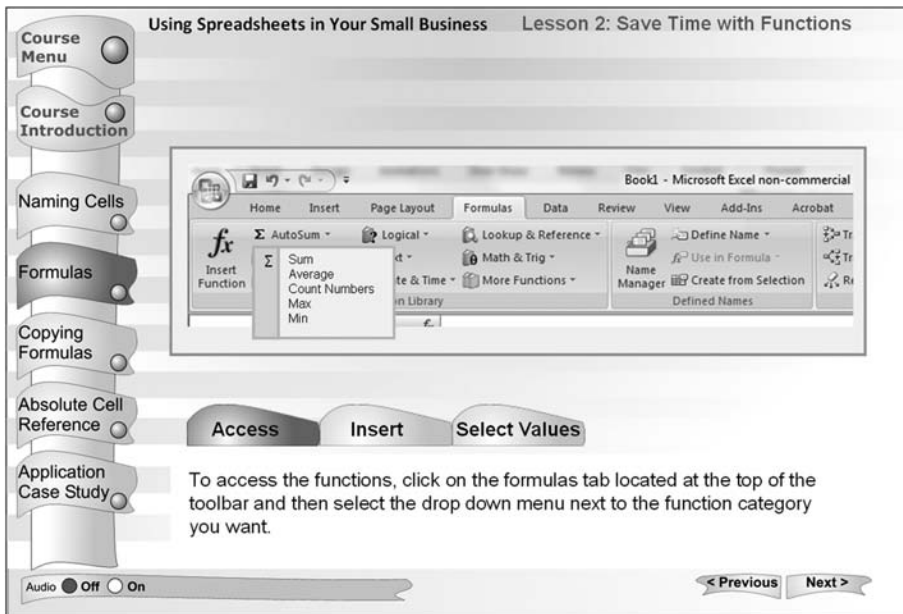 Using Spreadsheets in Your Small Business Lesson 2: Save Time with Functions
Course
Menu
Course
Introduction
Naming Cells
Formulas
Copying
Formulas
Absolute Cell
Reference
Application
Case Study
Book1 - Microsoft Excel non-commercial
Home Insert Page Layout Formulas Data Review View Add-Ins Acrobat
fx
Insert
Function
Σ AutoSum
Logical
Lookup & Reference
Math & Trig
More Functions
Σ Sum
Average
Count Numbers
Max
Min
Name
Manager
Define Name
Use in Formula
Create from Selection
Defined Names
Access Insert Select Values
To access the functions, click on the formulas tab located at the top of the
toolbar and then select the drop down menu next to the function category
you want.
Audio Off On
< Previous Next >